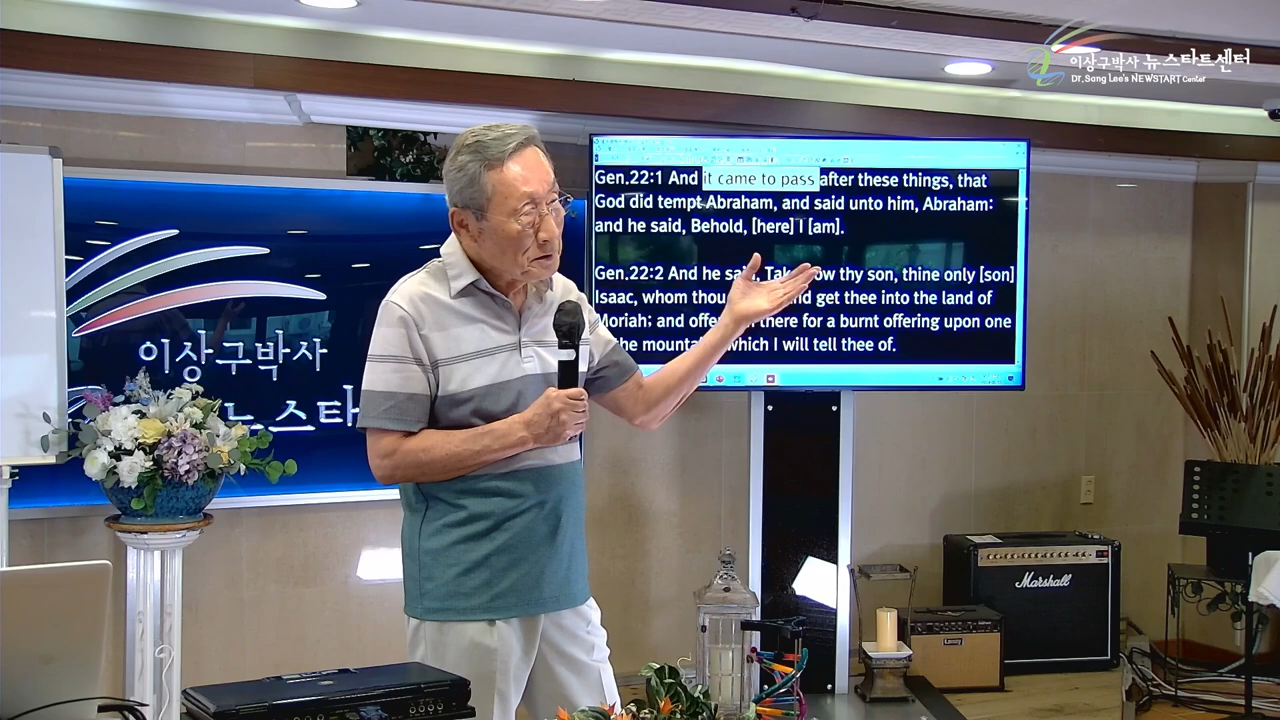 이상구박사 뉴스타트센터
Dr. Sang Lee's NEWSTART Center
Gen.22:1 And it came to pass after these things, that
God did tempt Abraham, and said unto him, Abraham:
and he said, Behold, [here] I [am].
Gen.22:2 And he said, Take now thy son, thine only [son]
Isaac, whom thou and get thee into the land of
Moriah; and offer there for a burnt offering upon one
the mountains which I will tell thee of.
이상구박사
뉴스타
Marshall
Laney